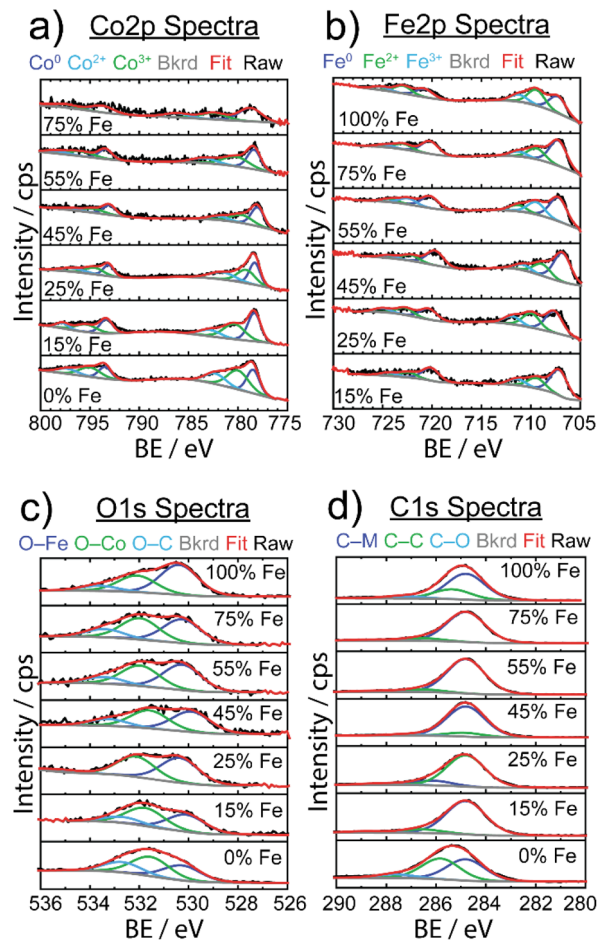 a) Co2p Spectra
Co⁰ Co²⁺ Co³⁺ Bkrd Fit Raw
75% Fe
55% Fe
45% Fe
25% Fe
15% Fe
0% Fe
Intensity / cps
800 795 790 785 780 775
BE / eV
b) Fe2p Spectra
Fe⁰ Fe²⁺ Fe³⁺ Bkrd Fit Raw
100% Fe
75% Fe
55% Fe
45% Fe
25% Fe
15% Fe
Intensity / cps
730 725 720 715 710 705
BE / eV
c) O1s Spectra
O–Fe O–Co O–C Bkrd Fit Raw
100% Fe
75% Fe
55% Fe
45% Fe
25% Fe
15% Fe
0% Fe
Intensity / cps
536 534 532 530 528 526
BE / eV
d) C1s Spectra
C–M C–C C–O Bkrd Fit Raw
100% Fe
75% Fe
55% Fe
45% Fe
25% Fe
15% Fe
0% Fe
Intensity / cps
290 288 286 284 282 280
BE / eV